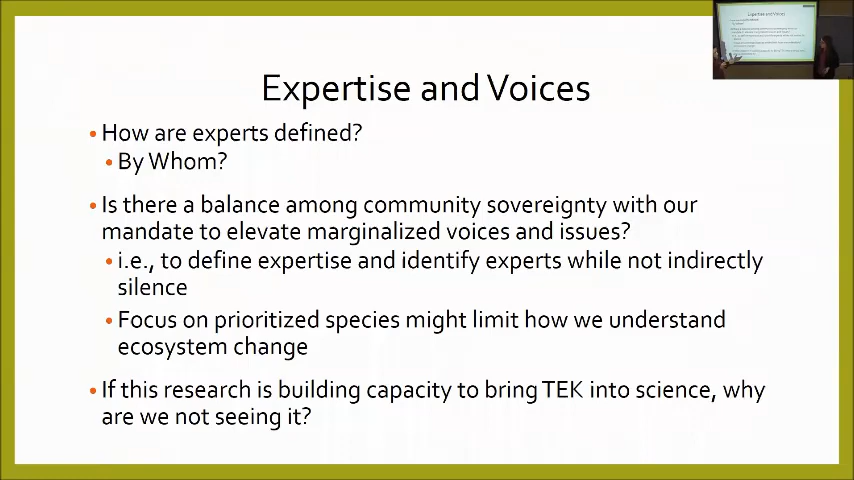 Expertise and Voices
• How are experts defined?
• By Whom?
• Is there a balance among community sovereignty with our
mandate to elevate marginalized voices and issues?
• i.e., to define expertise and identify experts while not indirectly
silence
• Focus on prioritized species might limit how we understand
ecosystem change
• If this research is building capacity to bring TEK into science, why
are we not seeing it?
Expertise and Voices